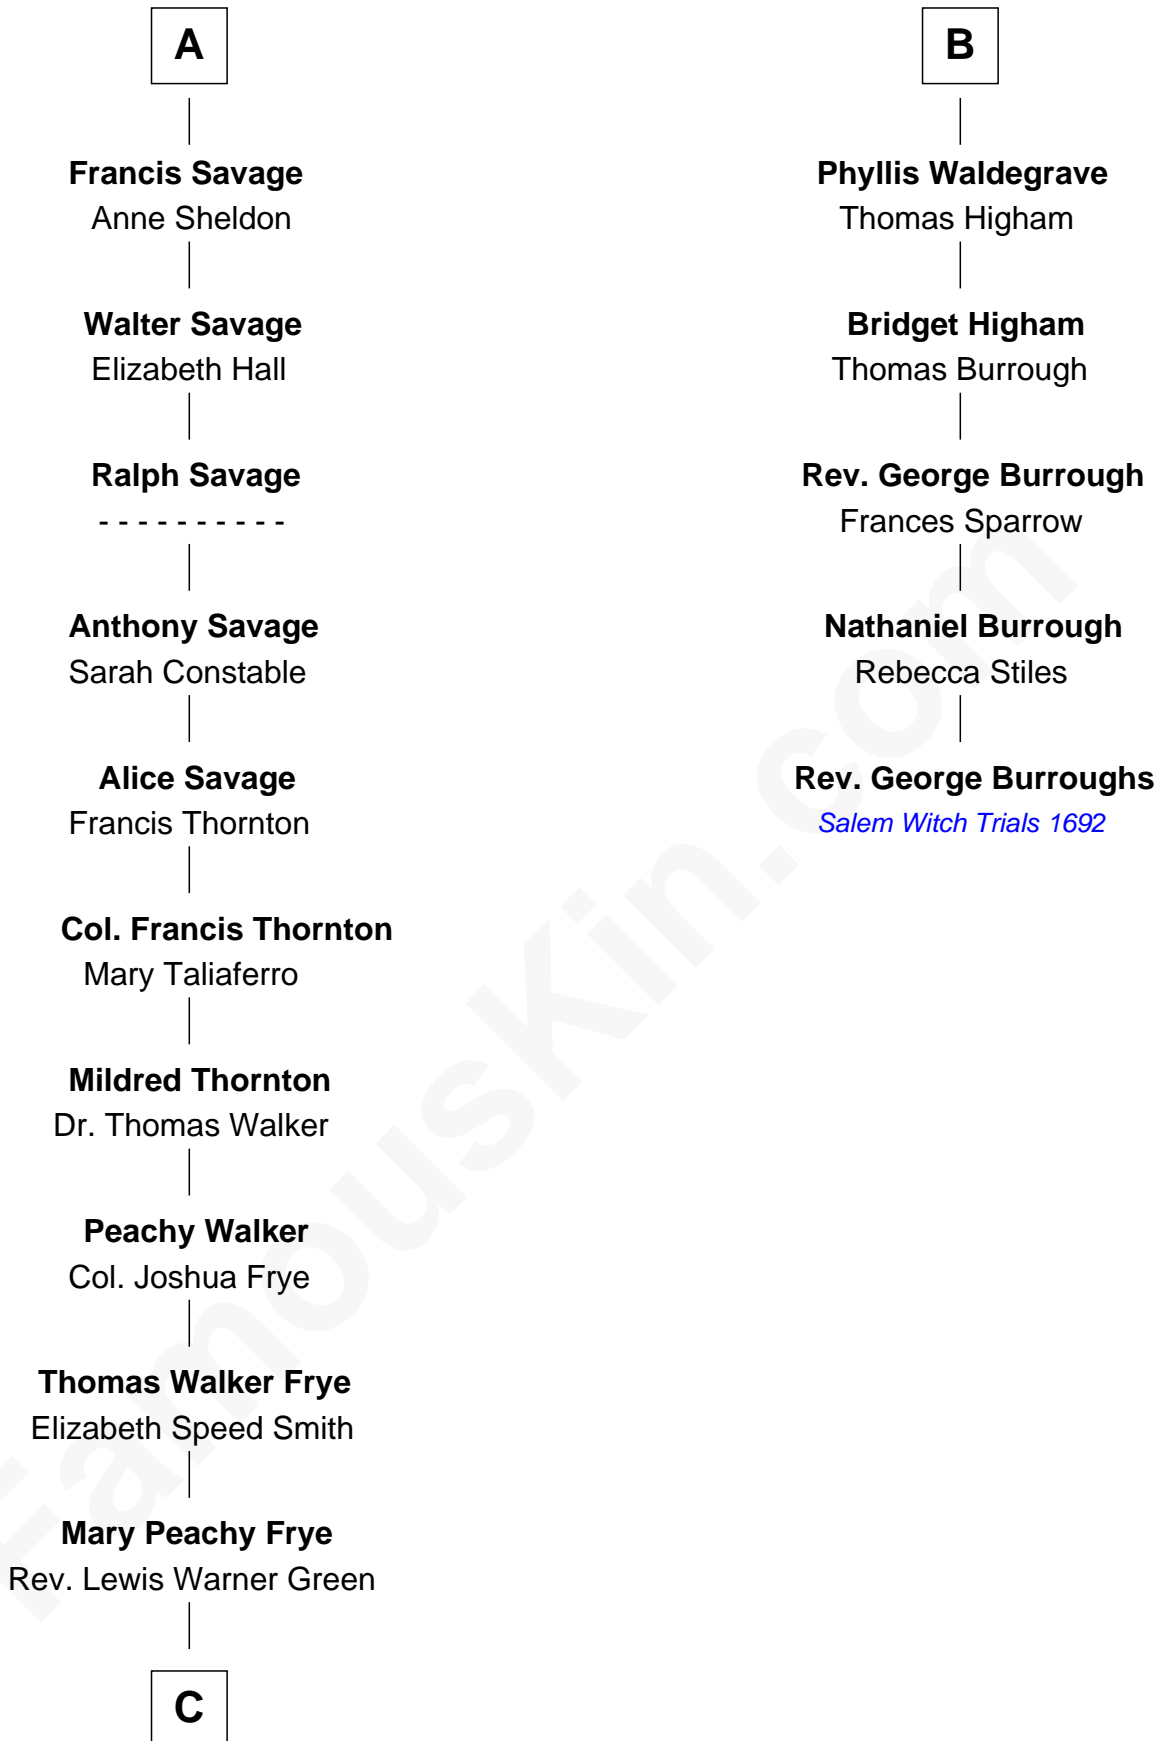 A
Francis Savage
Anne Sheldon
Walter Savage
Elizabeth Hall
Ralph Savage
- - - - - - - - - -
Anthony Savage
Sarah Constable
Alice Savage
Francis Thornton
Col. Francis Thornton
Mary Taliaferro
Mildred Thornton
Dr. Thomas Walker
Peachy Walker
Col. Joshua Frye
Thomas Walker Frye
Elizabeth Speed Smith
Mary Peachy Frye
Rev. Lewis Warner Green
C
B
Phyllis Waldegrave
Thomas Higham
Bridget Higham
Thomas Burrough
Rev. George Burrough
Frances Sparrow
Nathaniel Burrough
Rebecca Stiles
Rev. George Burroughs
Salem Witch Trials 1692
FamousKin.com